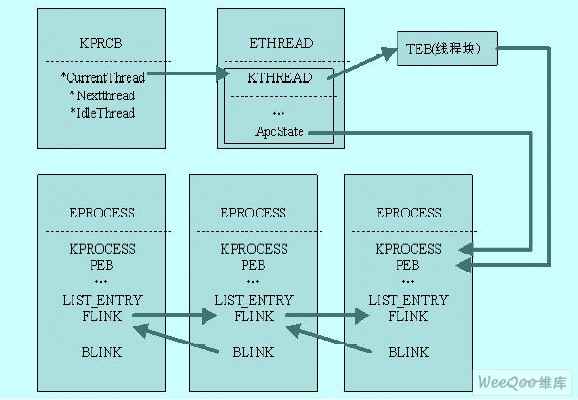 KPRCB
*CurrentThread
*Nextthread
*IdleThread
ETHREAD
KTHREAD
...
ApcState
TEB(线程块)
EPROCESS
KPROCESS
PEB
...
LIST_ENTRY
FLINK
BLINK
EPROCESS
KPROCESS
PEB
...
LIST_ENTRY
FLINK
BLINK
EPROCESS
KPROCESS
PEB
...
LIST_ENTRY
FLINK
BLINK
WeeQoo维库